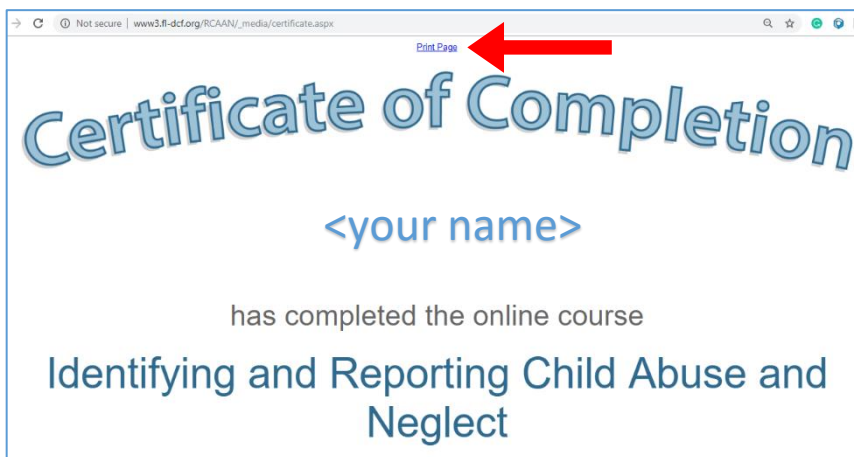 Not secure | www3.fl-dcf.org/RCAAN/_media/certificate.aspx
Print Page
Certificate of Completion
<your name>
has completed the online course
Identifying and Reporting Child Abuse and
Neglect